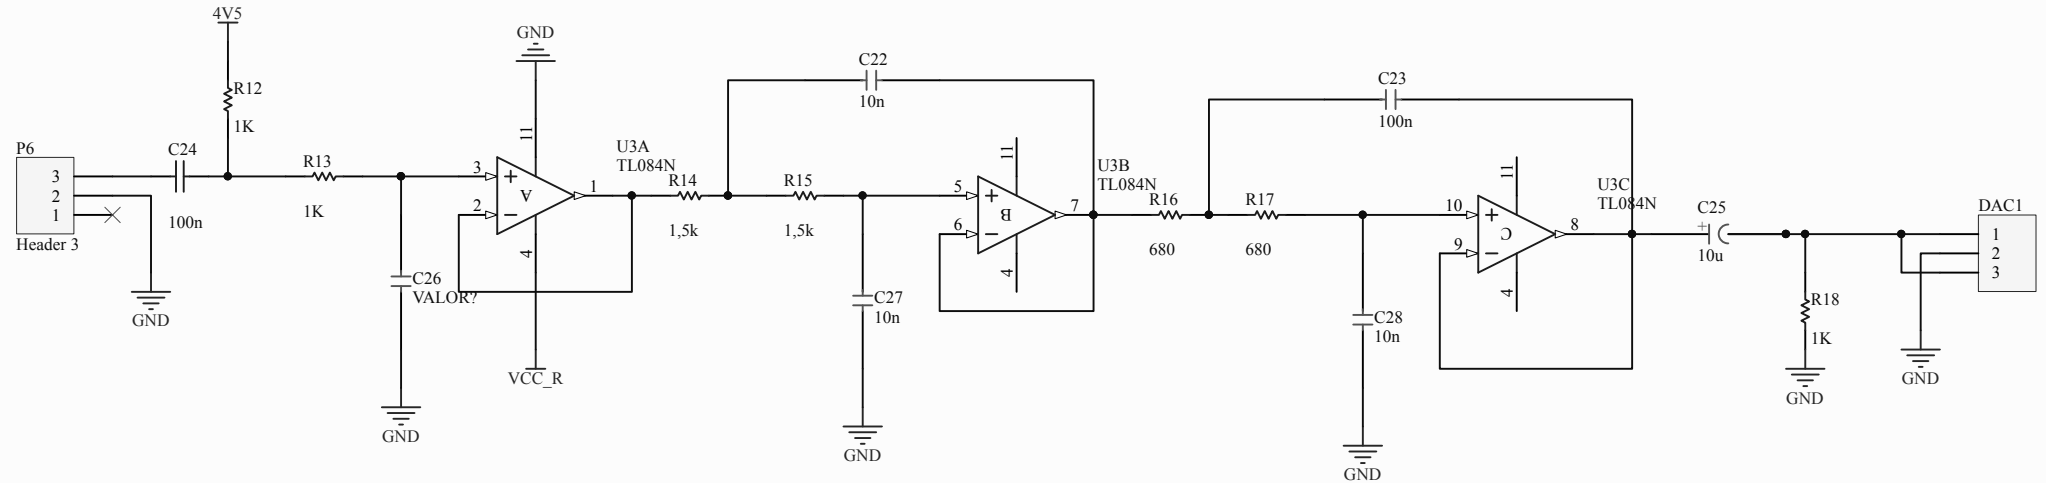 4V5
R12
1K
P6
3
2
1
Header 3
C24
100n
GND
R13
1K
C26
VALOR?
GND
GND
11
3
2
A
1
4
VCC_R
U3A
TL084N
R14
1,5k
C22
10n
R15
1,5k
C27
10n
GND
11
5
6
B
7
4
U3B
TL084N
R16
680
C23
100n
R17
680
C28
10n
GND
11
10
9
C
8
4
U3C
TL084N
C25
+
10u
R18
1K
GND
DAC1
1
2
3
GND